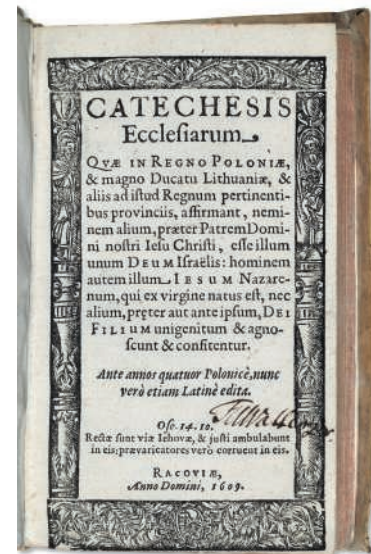 CATECHESIS
Ecclesiarum
QVÆ IN REGNO POLONIÆ,
& magno Ducatu Lithuaniæ, &
aliis ad istud Regnum pertinenti-
bus provinciis, affirmant, nemi-
nem alium, præter Patrem Domi-
ni nostri Iesu Christi, esse illum
unum DEUM Israëlis: hominem
autem illum IESUM Nazare-
num, qui ex virgine natus est, nec
alium, pręter aut ante ipsum, DEI
FILIUM unigenitum & agno-
scunt & confitentur.
Ante annos quatuor Polonicè, nunc
verò etiam Latinè edita.
Ose. 14. 10.
Rectæ sunt viæ Iehovæ, & justi ambulabunt
in eis; prævaricatores verò corruent in eis.
RACOVIÆ,
Anno Domini, 1609.